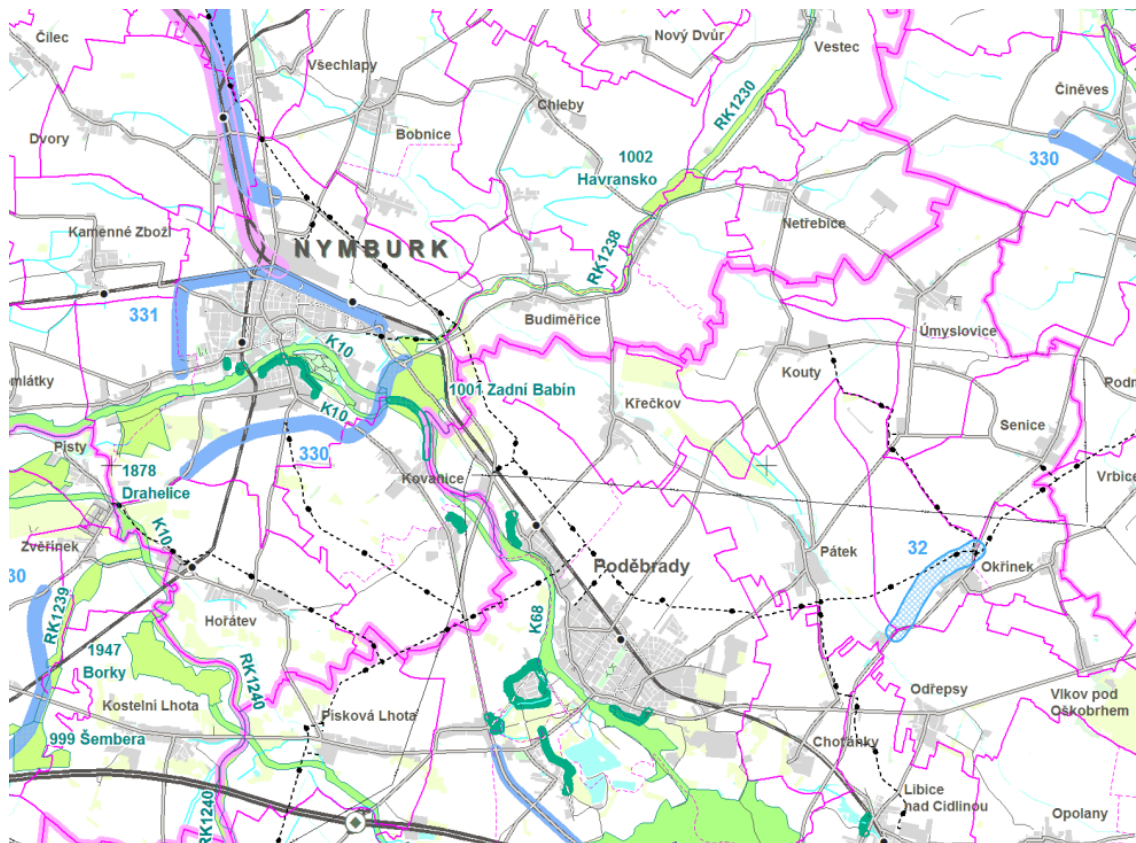 Čilec
Všechlapy
Nový Dvůr
Vestec
Činěves
Dvory
Bobnice
Chleby
RK1230
330
1002
Havransko
Netřebice
Kamenné Zboží
NYMBURK
RK1238
331
Budiměřice
Úmyslovice
K10
Kouty
omlátky
1001 Zadní Babín
Podm
K10
Křečkov
330
Senice
Písty
1878
Drahelice
Kovanice
Vrbice
K10
Zvěřínek
32
Pátek
Okřínek
30
RK1239
Poděbrady
Hořátev
K68
1947
Borky
RK1240
Kostelní Lhota
Písková Lhota
Odřepsy
Vlkov pod
Oškobrhem
999 Šembera
Choťánky
RK1240
Libice
nad Cidlinou
Opolany